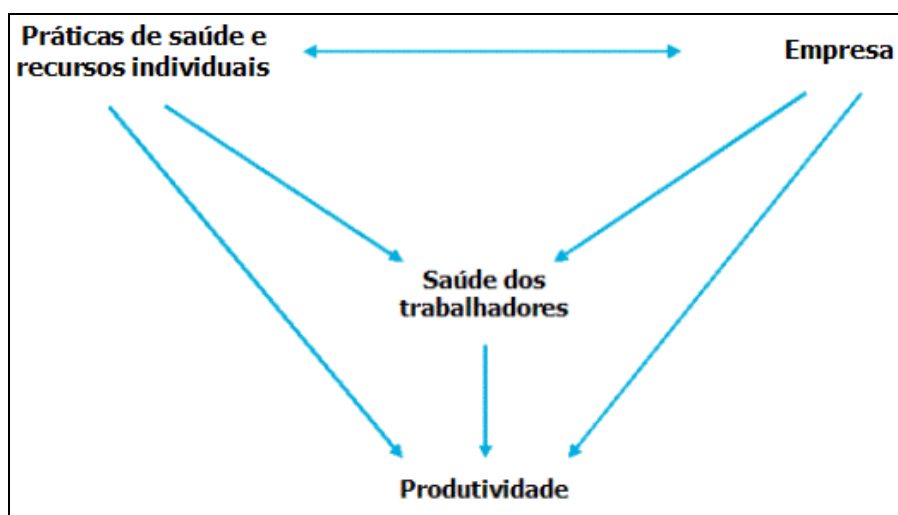 Práticas de saúde e
recursos individuais
Empresa
Saúde dos
trabalhadores
Produtividade